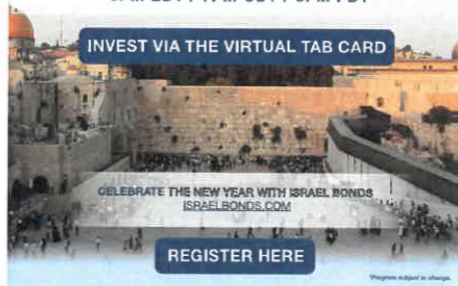 INVEST VIA THE VIRTUAL TAB CARD
CELEBRATE THE NEW YEAR WITH ISRAEL BONDS
ISRAELBONDS.COM
REGISTER HERE
*Program subject to change.